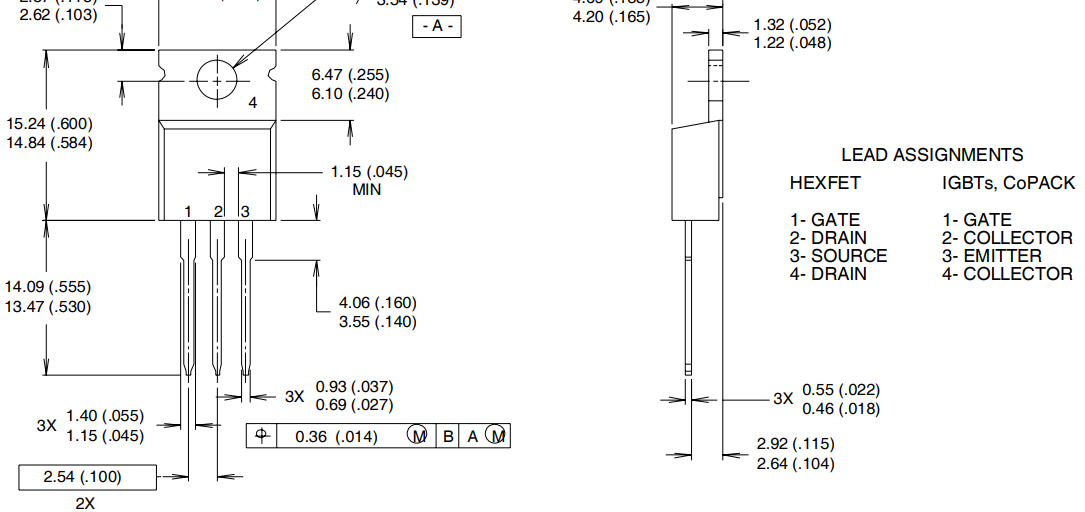 2.62 (.103)
- A -
4.20 (.165)
1.32 (.052)
1.22 (.048)
6.47 (.255)
6.10 (.240)
4
15.24 (.600)
14.84 (.584)
1.15 (.045)
MIN
1 2 3
LEAD ASSIGNMENTS
HEXFET
1- GATE
2- DRAIN
3- SOURCE
4- DRAIN
IGBTs, CoPACK
1- GATE
2- COLLECTOR
3- EMITTER
4- COLLECTOR
14.09 (.555)
13.47 (.530)
4.06 (.160)
3.55 (.140)
3X 0.93 (.037)
0.69 (.027)
3X 1.40 (.055)
1.15 (.045)
0.36 (.014) M B A M
2.54 (.100)
2X
3X 0.55 (.022)
0.46 (.018)
2.92 (.115)
2.64 (.104)